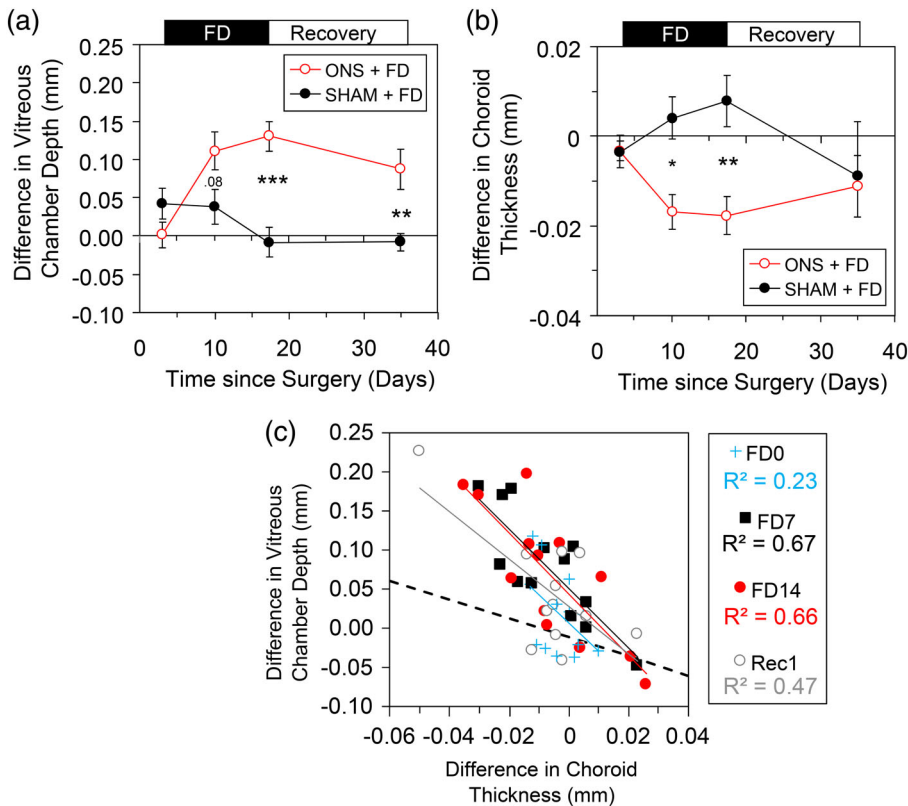 (a)
FD Recovery
Difference in Vitreous
Chamber Depth (mm)
0.25
0.20
0.15
0.10
0.05
0.00
-0.05
-0.10
ONS + FD
SHAM + FD
.08
***
**
0 10 20 30 40
Time since Surgery (Days)
(b)
FD Recovery
Difference in Choroid
Thickness (mm)
0.02
0
-0.02
-0.04
*
**
ONS + FD
SHAM + FD
0 10 20 30 40
Time since Surgery (Days)
(c)
Difference in Vitreous
Chamber Depth (mm)
0.25
0.20
0.15
0.10
0.05
0.00
-0.05
-0.10
-0.06 -0.04 -0.02 0 0.02 0.04
Difference in Choroid
Thickness (mm)
FD0
R² = 0.23
FD7
R² = 0.67
FD14
R² = 0.66
Rec1
R² = 0.47